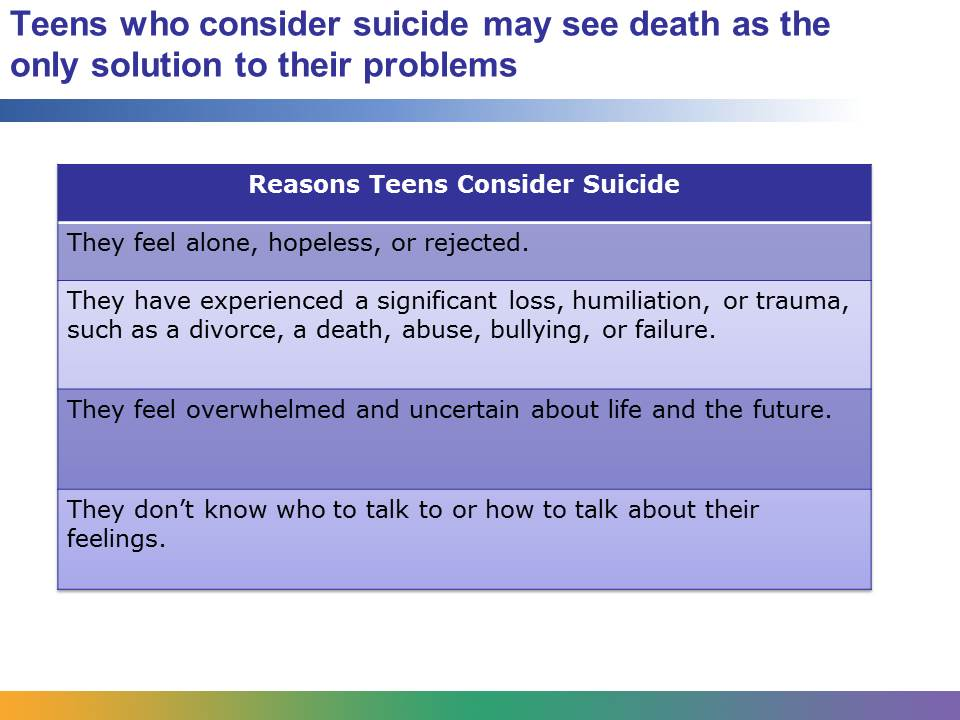 Teens who consider suicide may see death as the
only solution to their problems
Reasons Teens Consider Suicide
They feel alone, hopeless, or rejected.
They have experienced a significant loss, humiliation, or trauma,
such as a divorce, a death, abuse, bullying, or failure.
They feel overwhelmed and uncertain about life and the future.
They don’t know who to talk to or how to talk about their
feelings.